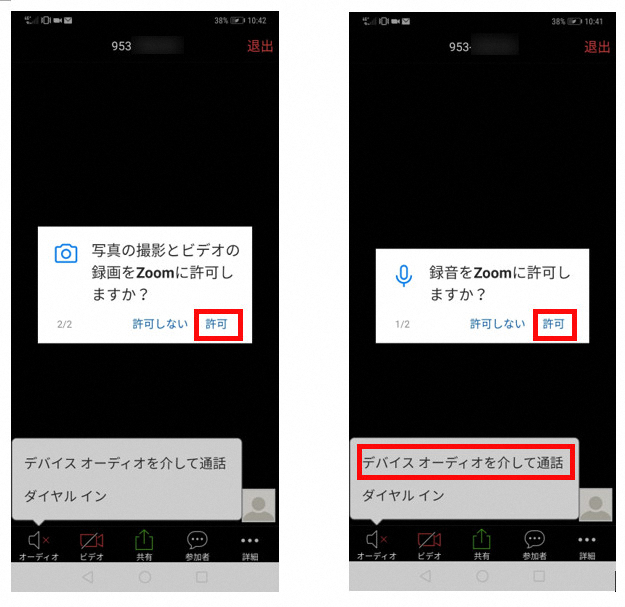 38% 10:42
953
退出
写真の撮影とビデオの
録画をZoomに許可し
ますか？
2/2 許可しない 許可
デバイス オーディオを介して通話
ダイヤル イン
オーディオ ビデオ 共有 参加者 詳細
38% 10:41
953-
退出
録音をZoomに許可し
ますか？
1/2 許可しない 許可
デバイス オーディオを介して通話
ダイヤル イン
オーディオ ビデオ 共有 参加者 詳細